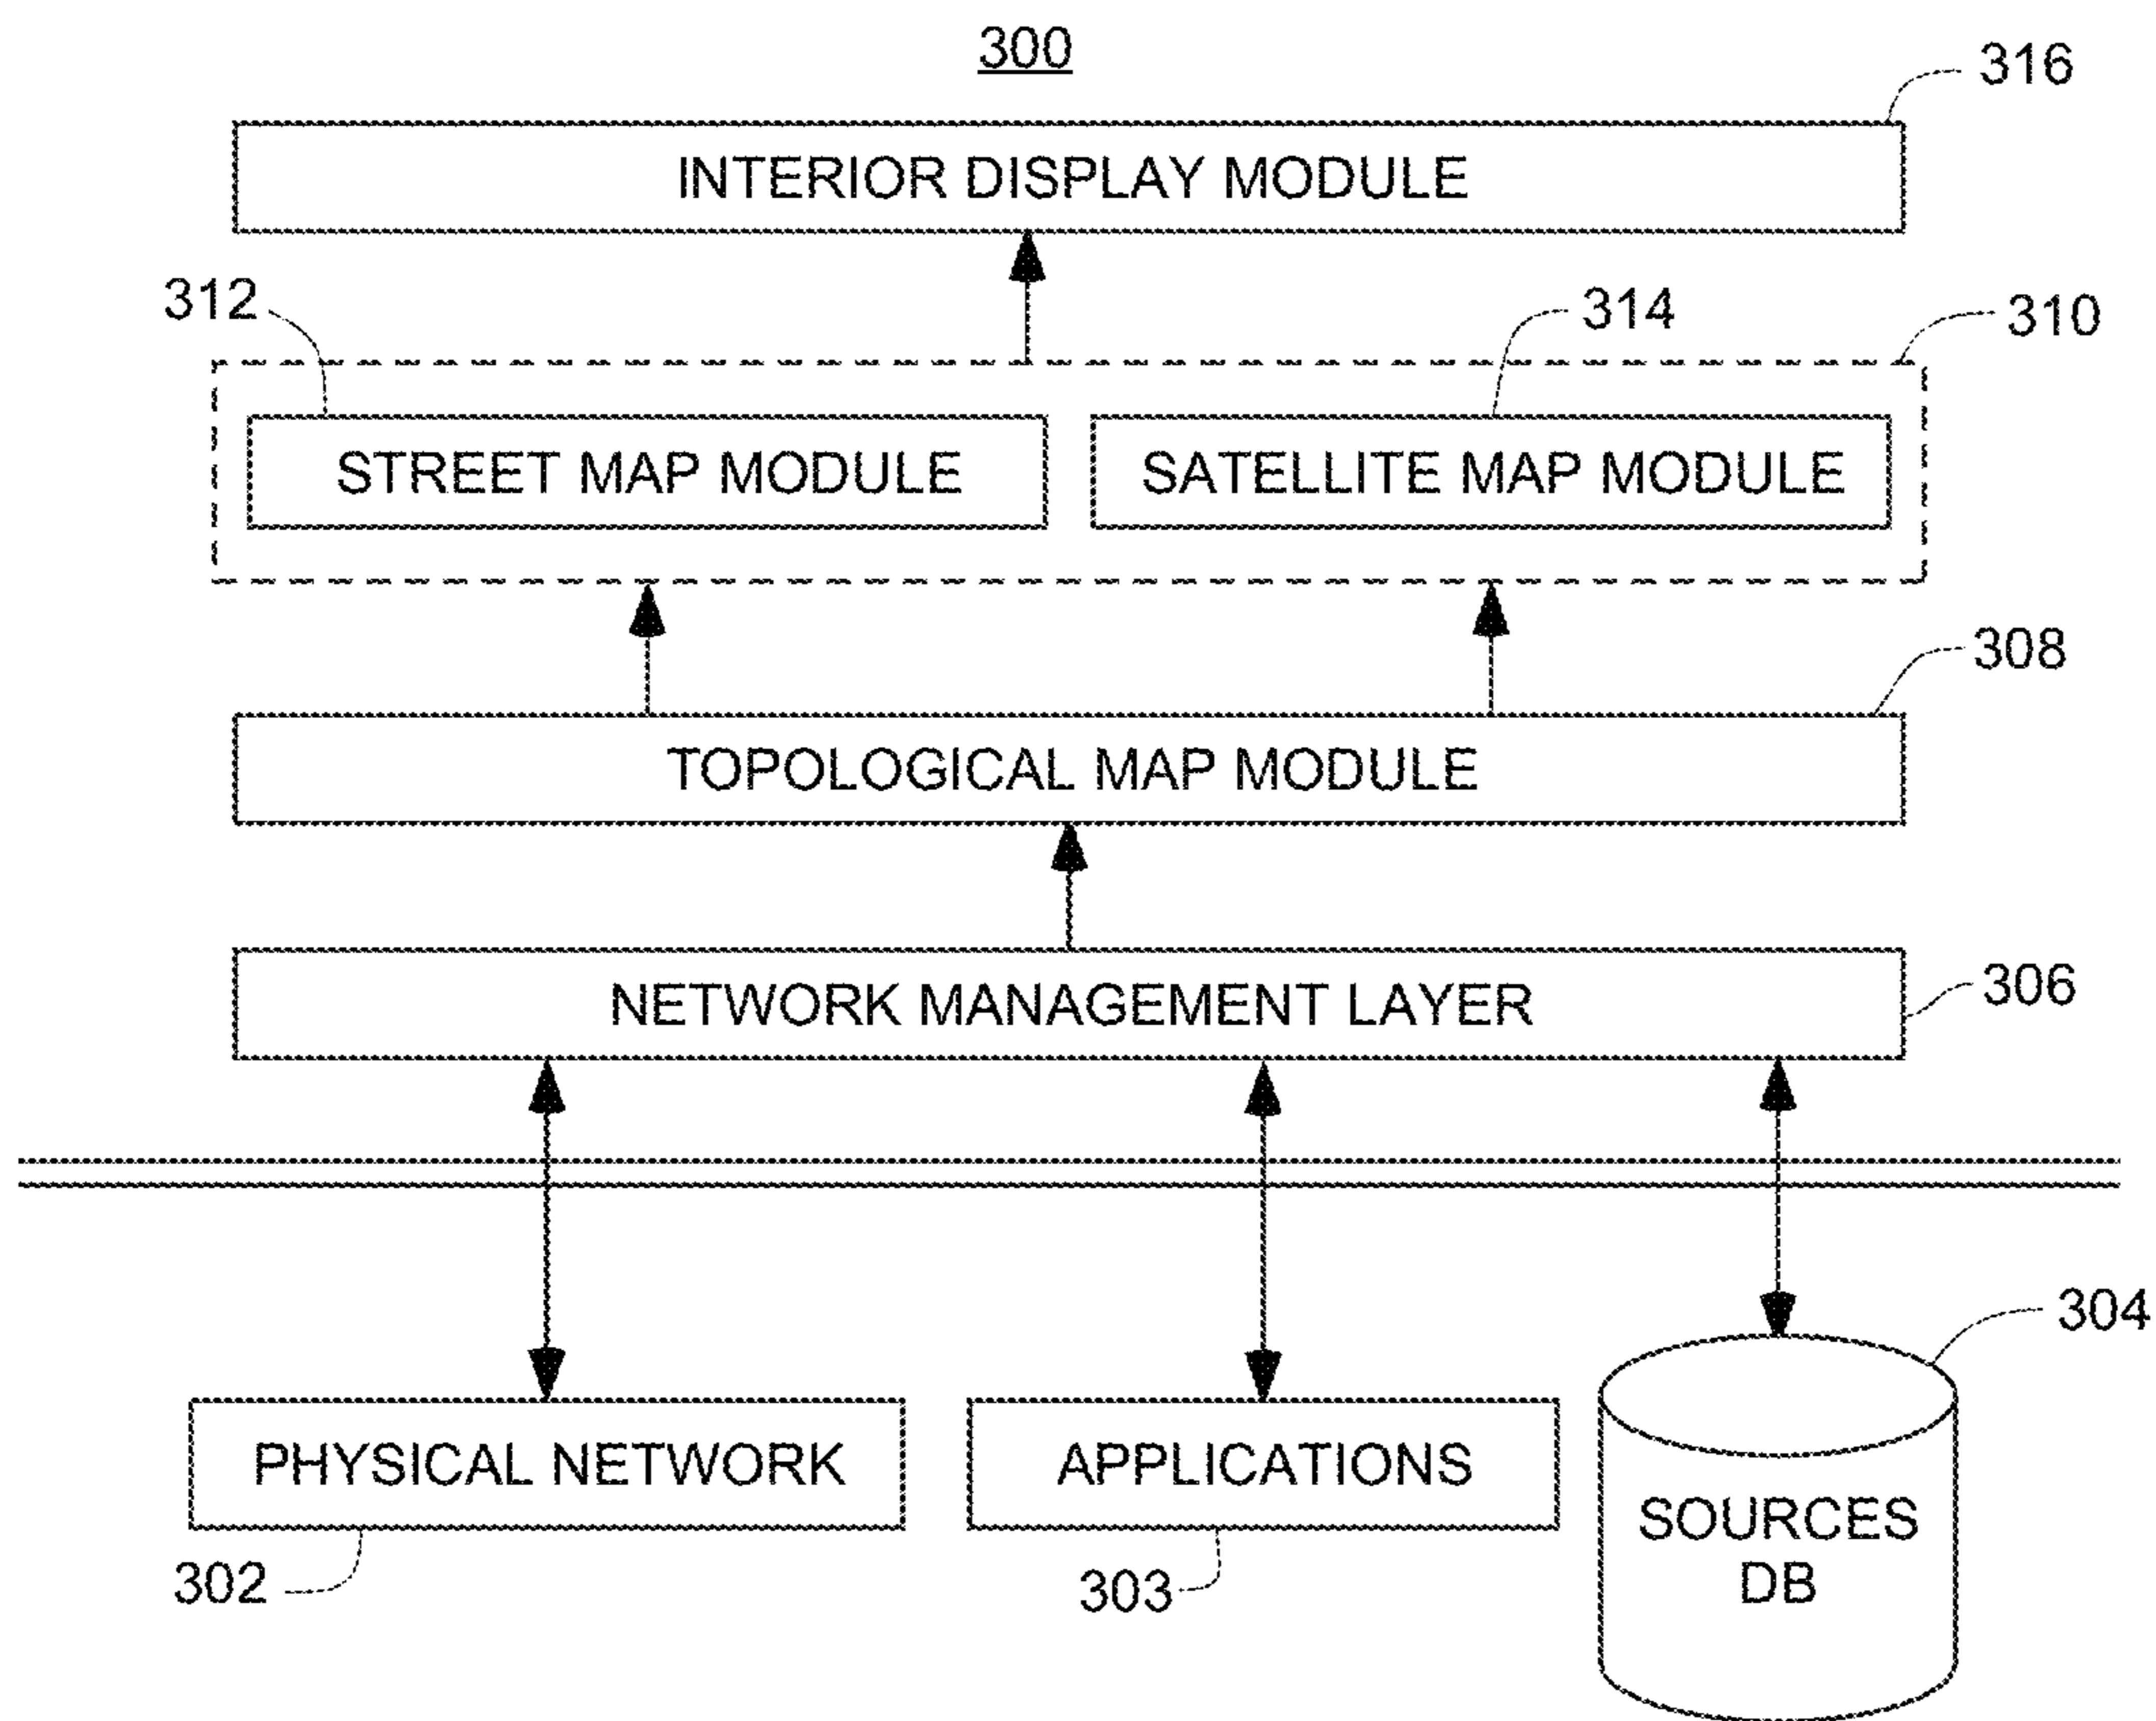 300
316
INTERIOR DISPLAY MODULE
312
314
310
STREET MAP MODULE
SATELLITE MAP MODULE
308
TOPOLOGICAL MAP MODULE
NETWORK MANAGEMENT LAYER
306
304
PHYSICAL NETWORK
APPLICATIONS
SOURCES
DB
302
303